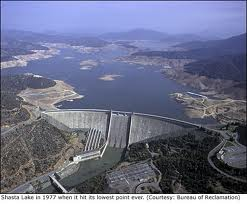 Shasta Lake in 1977 when it hit its lowest point ever. (Courtesy:  Bureau of Reclamation)